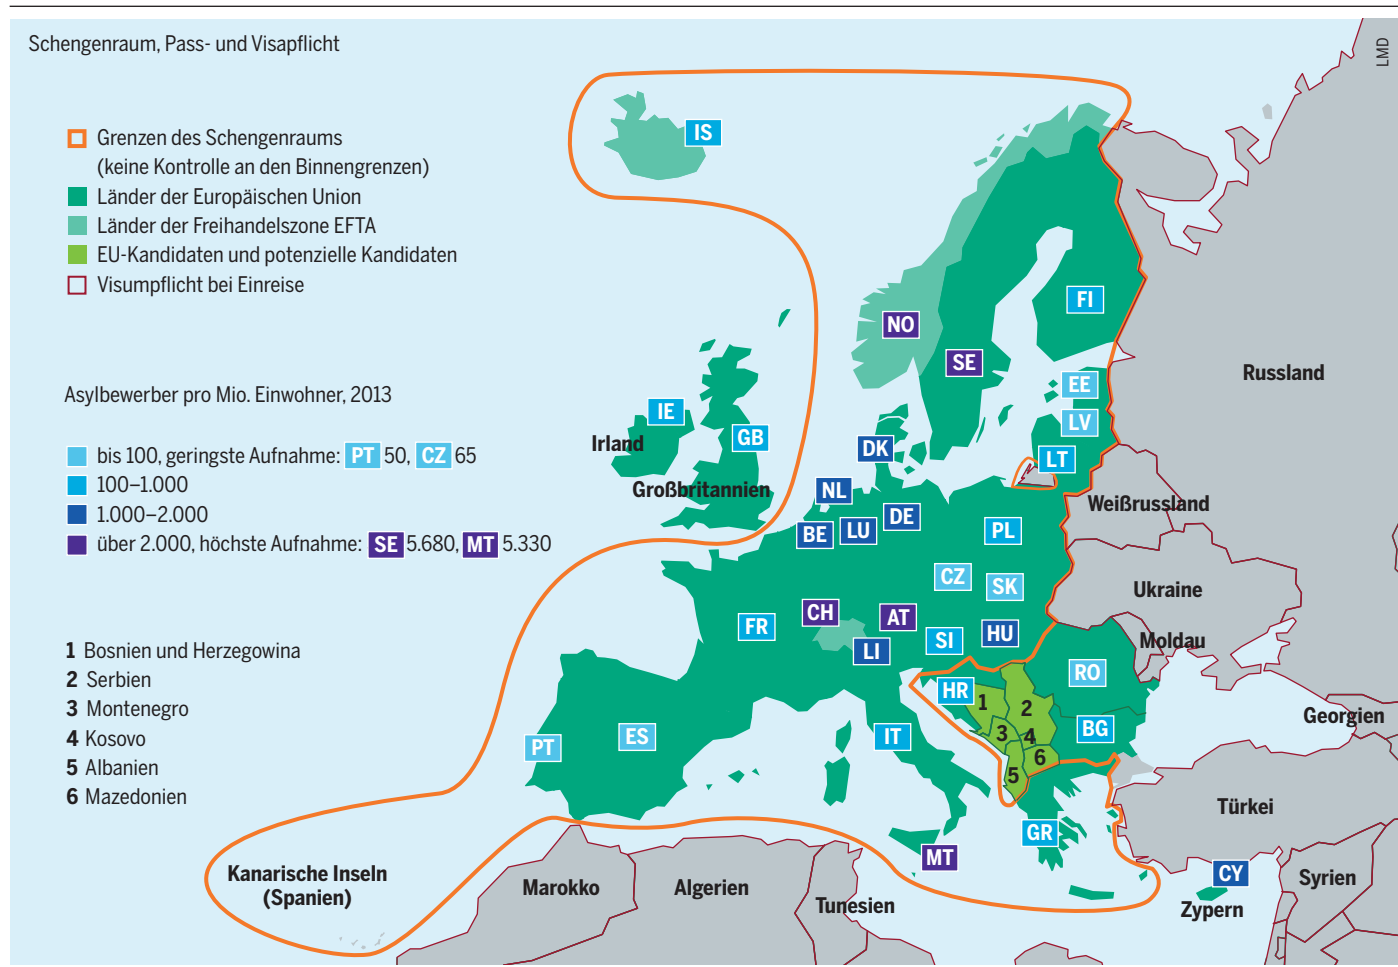 Schengenraum, Pass- und Visapflicht
LMD
Grenzen des Schengenraums
(keine Kontrolle an den Binnengrenzen)
Länder der Europäischen Union
Länder der Freihandelszone EFTA
EU-Kandidaten und potenzielle Kandidaten
Visumpflicht bei Einreise
Asylbewerber pro Mio. Einwohner, 2013
bis 100, geringste Aufnahme: PT 50, CZ 65
100–1.000
1.000–2.000
über 2.000, höchste Aufnahme: SE 5.680, MT 5.330
1 Bosnien und Herzegowina
2 Serbien
3 Montenegro
4 Kosovo
5 Albanien
6 Mazedonien
IS
FI
NO
SE
Russland
EE
IE
LV
GB
Irland
DK
LT
Großbritannien
NL
Weißrussland
DE
BE
LU
PL
CZ
SK
Ukraine
CH
AT
FR
HU
SI
Moldau
LI
RO
HR
1
2
Georgien
BG
3
4
PT
ES
IT
6
5
Türkei
GR
MT
Kanarische Inseln
(Spanien)
Marokko
Algerien
CY
Syrien
Tunesien
Zypern